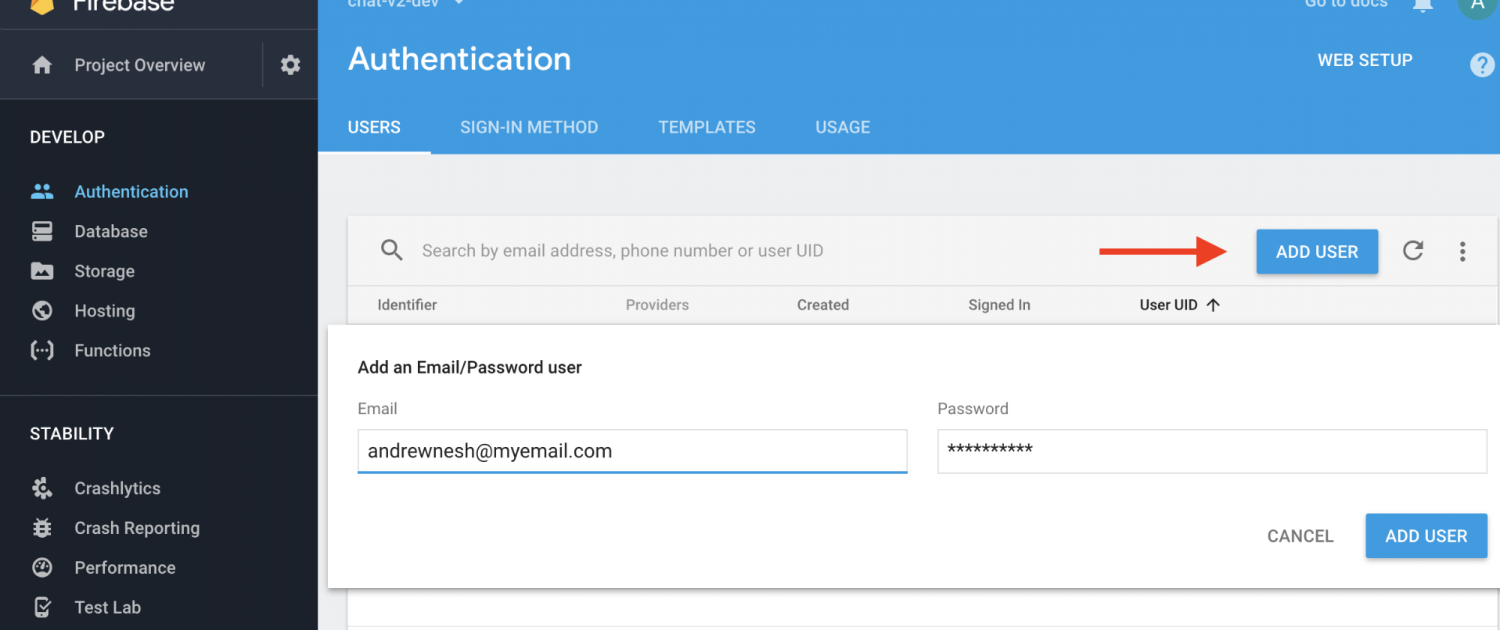 Firebase
chat-v2-dev
Go to docs
A
Project Overview
Authentication
WEB SETUP
?
DEVELOP
USERS SIGN-IN METHOD TEMPLATES USAGE
Authentication
Database
Storage
Hosting
Functions
Search by email address, phone number or user UID
ADD USER
Identifier Providers Created Signed In User UID
Add an Email/Password user
Email Password
andrewnesh@myemail.com **********
CANCEL ADD USER
STABILITY
Crashlytics
Crash Reporting
Performance
Test Lab